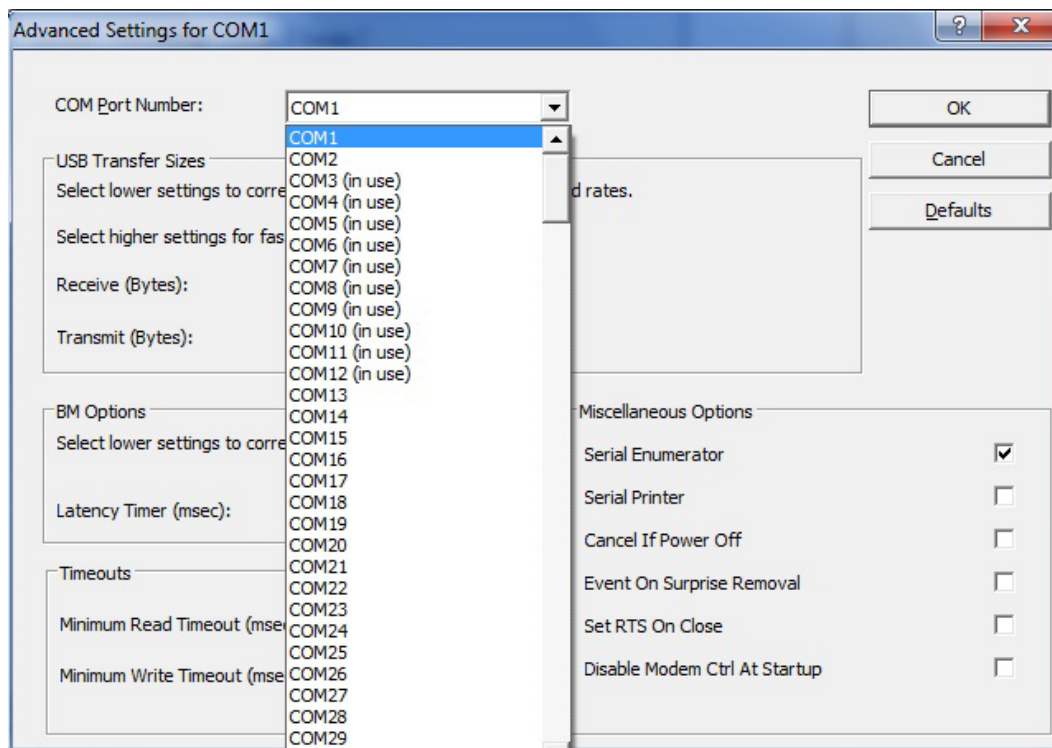 Advanced Settings for COM1
?
COM Port Number:
COM1
OK
Cancel
Defaults
COM1
COM2
COM3 (in use)
COM4 (in use)
COM5 (in use)
COM6 (in use)
COM7 (in use)
COM8 (in use)
COM9 (in use)
COM10 (in use)
COM11 (in use)
COM12 (in use)
COM13
COM14
COM15
COM16
COM17
COM18
COM19
COM20
COM21
COM22
COM23
COM24
COM25
COM26
COM27
COM28
COM29
USB Transfer Sizes
Select lower settings to corre
d rates.
Select higher settings for fas
Receive (Bytes):
Transmit (Bytes):
BM Options
Select lower settings to corre
Latency Timer (msec):
Timeouts
Minimum Read Timeout (mse
Minimum Write Timeout (mse
Miscellaneous Options
Serial Enumerator
Serial Printer
Cancel If Power Off
Event On Surprise Removal
Set RTS On Close
Disable Modem Ctrl At Startup